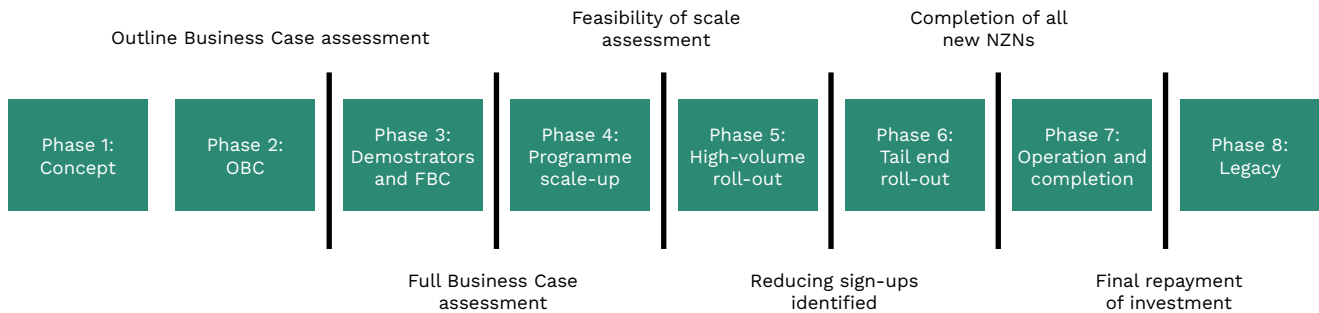 Outline Business Case assessment
Feasibility of scale
assessment
Completion of all
new NZNs
Phase 1:
Concept
Phase 2:
OBC
Phase 3:
Demostrators
and FBC
Phase 4:
Programme
scale-up
Phase 5:
High-volume
roll-out
Phase 6:
Tail end
roll-out
Phase 7:
Operation and
completion
Phase 8:
Legacy
Full Business Case
assessment
Reducing sign-ups
identified
Final repayment
of investment